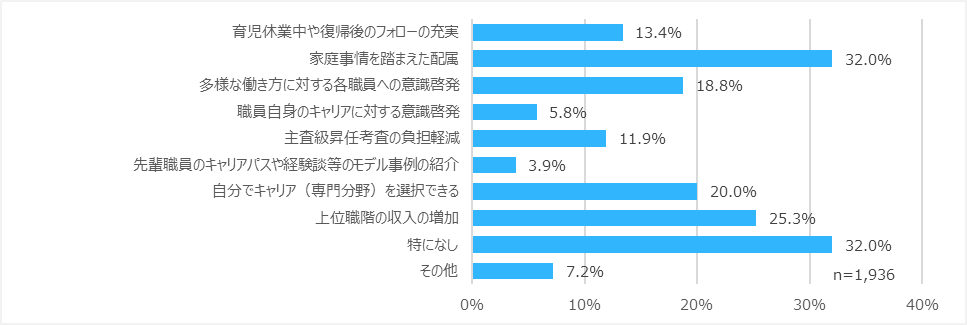 育児休業中や復帰後のフォローの充実 13.4%
家庭事情を踏まえた配属 32.0%
多様な働き方に対する各職員への意識啓発 18.8%
職員自身のキャリアに対する意識啓発 5.8%
主査級昇任考査の負担軽減 11.9%
先輩職員のキャリアパスや経験談等のモデル事例の紹介 3.9%
自分でキャリア（専門分野）を選択できる 20.0%
上位職階の収入の増加 25.3%
特になし 32.0%
その他 7.2%
n=1,936
0% 10% 20% 30% 40%